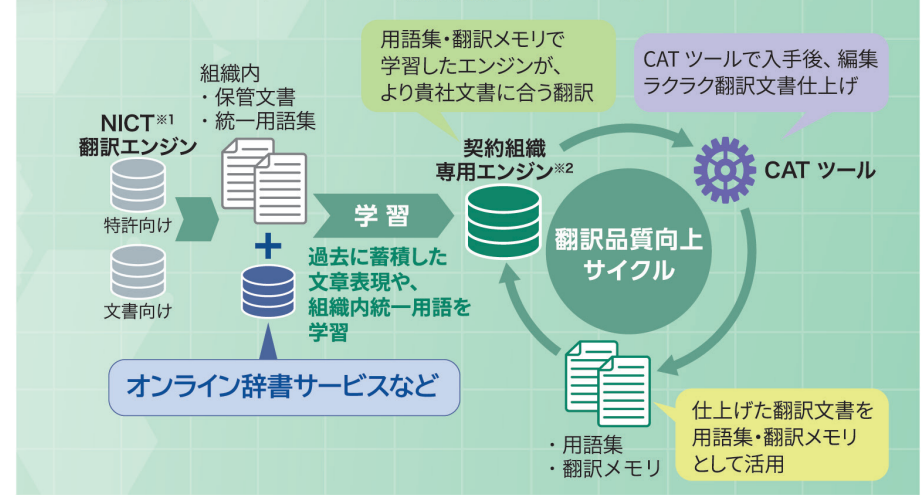 NICT※1
翻訳エンジン
特許向け
文書向け
組織内
・保管文書
・統一用語集
+
オンライン辞書サービスなど
学習
過去に蓄積した
文章表現や、
組織内統一用語を
学習
用語集・翻訳メモリで
学習したエンジンが、
より貴社文書に合う翻訳
契約組織
専用エンジン※2
翻訳品質向上
サイクル
CAT ツールで入手後、編集
ラクラク翻訳文書仕上げ
CAT ツール
・用語集
・翻訳メモリ
仕上げた翻訳文書を
用語集・翻訳メモリ
として活用